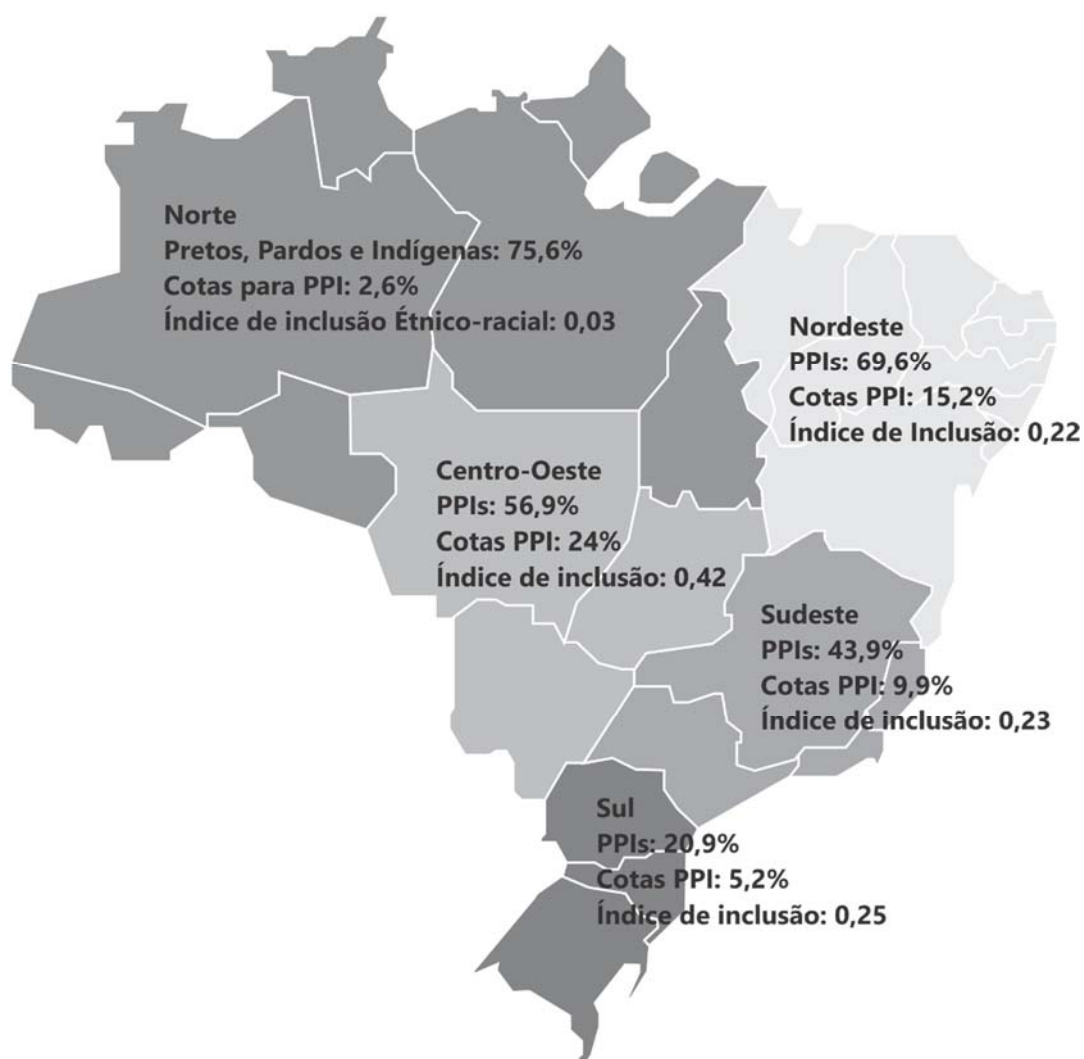 Norte
Pretos, Pardos e Indígenas: 75,6%
Cotas para PPI: 2,6%
Índice de inclusão Étnico-racial: 0,03
Nordeste
PPIs: 69,6%
Cotas PPI: 15,2%
Índice de Inclusão: 0,22
Centro-Oeste
PPIs: 56,9%
Cotas PPI: 24%
Índice de inclusão: 0,42
Sudeste
PPIs: 43,9%
Cotas PPI: 9,9%
Índice de inclusão: 0,23
Sul
PPIs: 20,9%
Cotas PPI: 5,2%
Índice de inclusão: 0,25